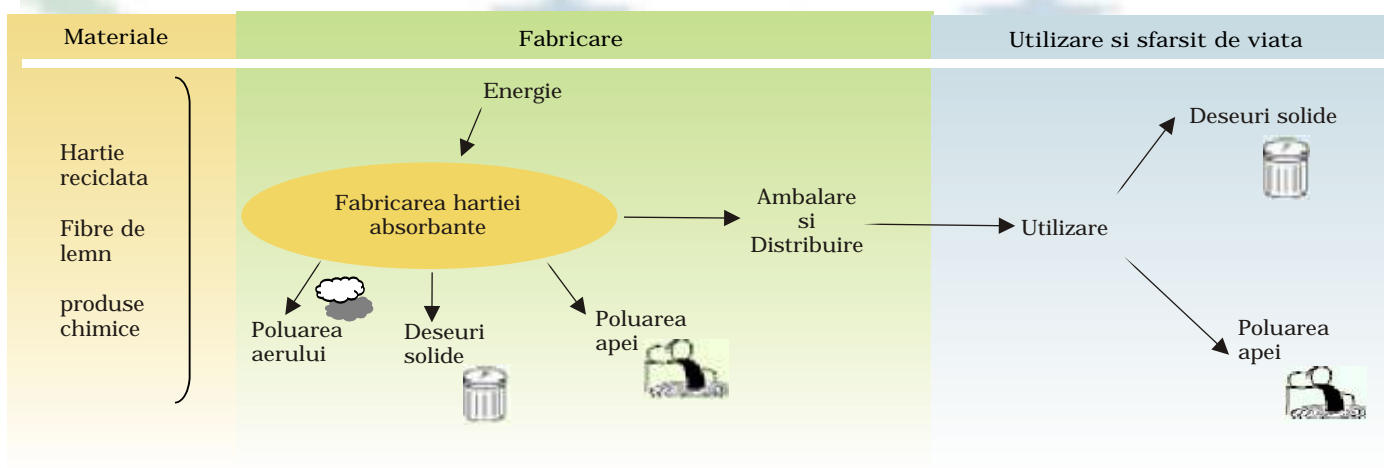 Materiale
Fabricare
Utilizare si sfarsit de viata
Hartie
reciclata
Fibre de
lemn
produse
chimice
Energie
Fabricarea hartiei
absorbante
Poluarea
aerului
Deseuri
solide
Poluarea
apei
Ambalare
si
Distribuire
Utilizare
Deseuri solide
Poluarea
apei